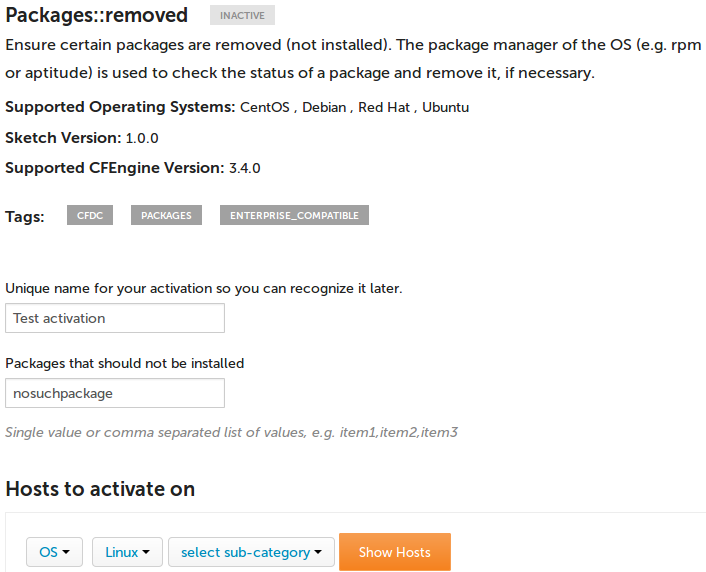 Packages::removed INACTIVE
Ensure certain packages are removed (not installed). The package manager of the OS (e.g. rpm
or aptitude) is used to check the status of a package and remove it, if necessary.
Supported Operating Systems: CentOS , Debian , Red Hat , Ubuntu
Sketch Version: 1.0.0
Supported CFEngine Version: 3.4.0
Tags: CFDC PACKAGES ENTERPRISE_COMPATIBLE
Unique name for your activation so you can recognize it later.
Test activation
Packages that should not be installed
nosuchpackage
Single value or comma separated list of values, e.g. item1,item2,item3
Hosts to activate on
OS Linux select sub-category Show Hosts